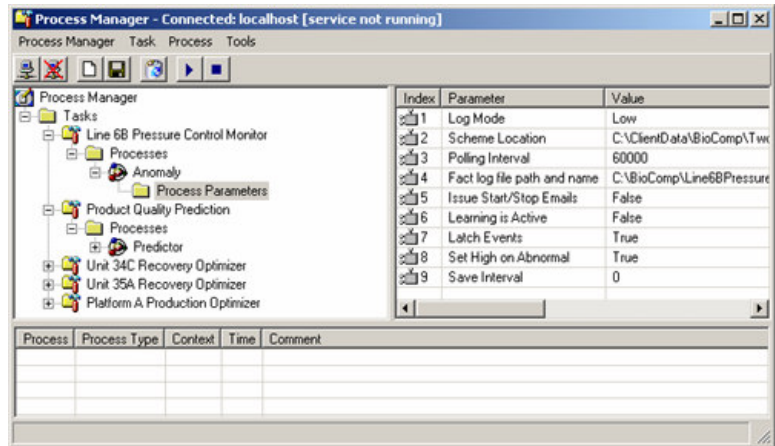 Process Manager - Connected: localhost [service not running]
Process Manager Task Process Tools
Process Manager
Tasks
Line 6B Pressure Control Monitor
Processes
Anomaly
Process Parameters
Product Quality Prediction
Processes
Predictor
Unit 34C Recovery Optimizer
Unit 35A Recovery Optimizer
Platform A Production Optimizer
Index Parameter Value
1 Log Mode Low
2 Scheme Location C:\ClientData\BioComp\Two
3 Polling Interval 60000
4 Fact log file path and name C:\BioComp\Line6BPressure
5 Issue Start/Stop Emails False
6 Learning is Active False
7 Latch Events True
8 Set High on Abnormal True
9 Save Interval 0
Process Process Type Context Time Comment